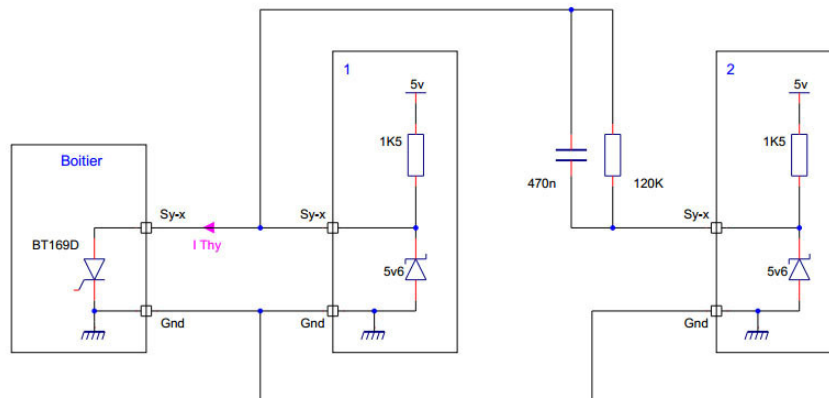 1
5v
1K5
Sy-x
5v6
Gnd
Boitier
BT169D
Sy-x
I Thy
Gnd
470n
120K
2
5v
1K5
Sy-x
5v6
Gnd